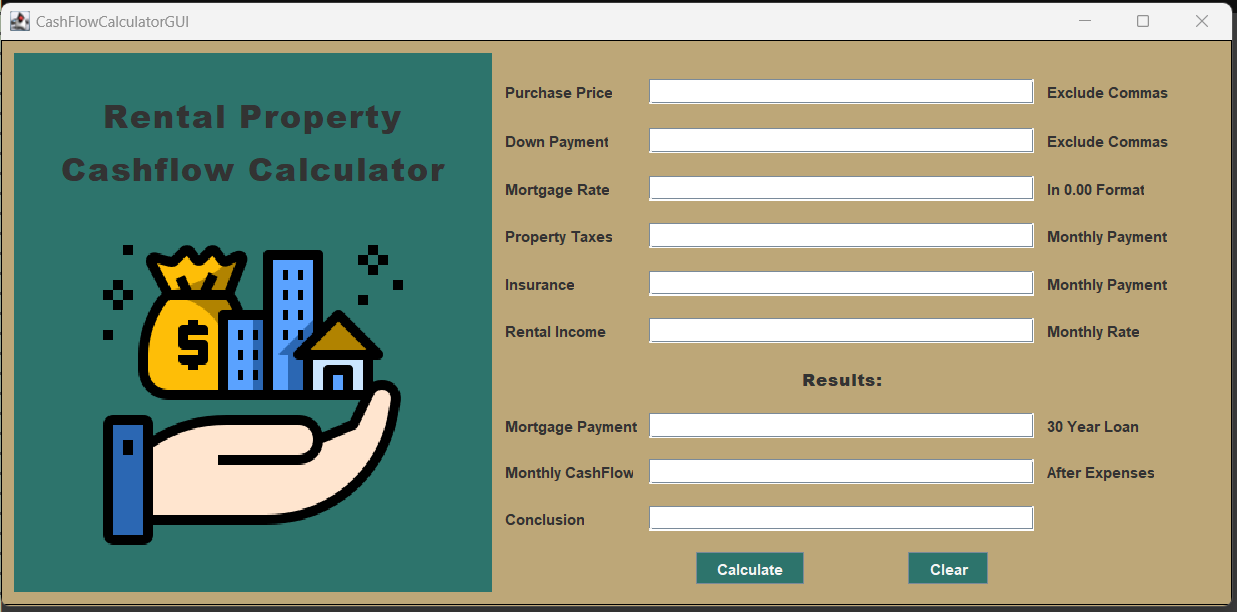 CashFlowCalculatorGUI
Rental Property
Cashflow Calculator
$
Purchase Price Exclude Commas
Down Payment Exclude Commas
Mortgage Rate In 0.00 Format
Property Taxes Monthly Payment
Insurance Monthly Payment
Rental Income Monthly Rate
Results:
Mortgage Payment 30 Year Loan
Monthly CashFlow After Expenses
Conclusion
Calculate Clear